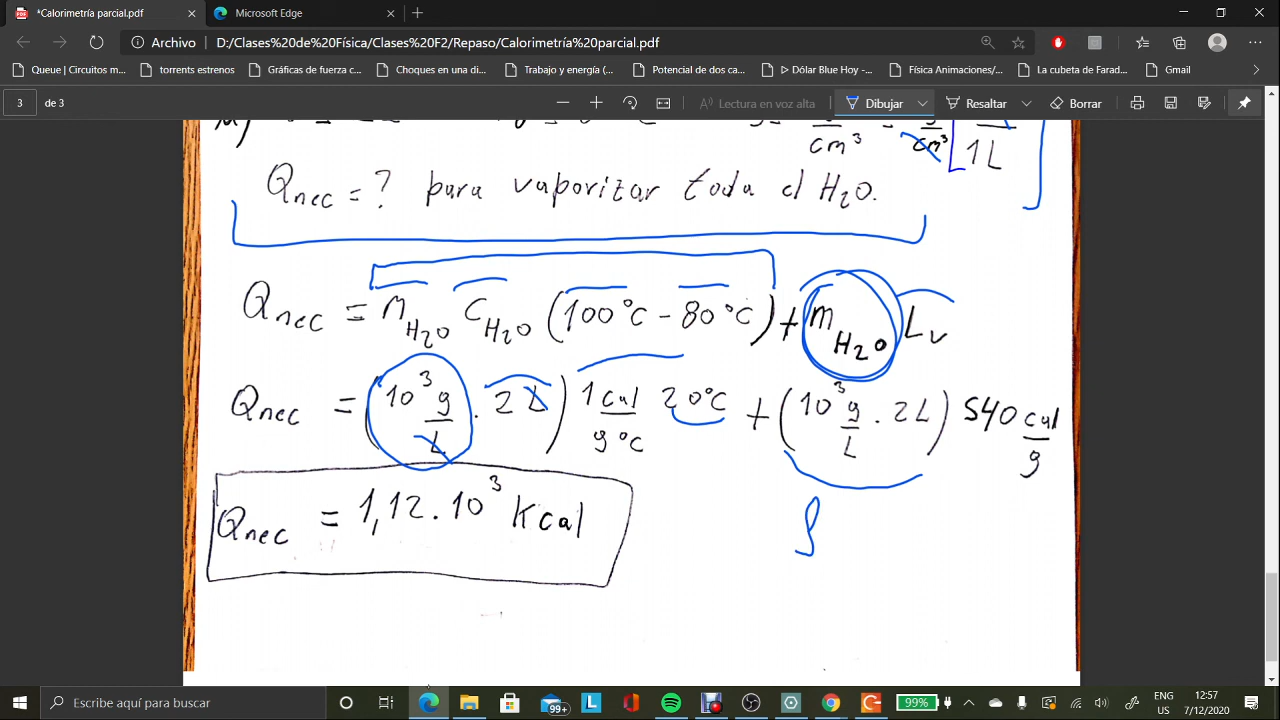 *Calorimetría parcial.pdf
Microsoft Edge
Archivo D:/Clases%20de%20Física/Clases%20F2/Repaso/Calorimetría%20parcial.pdf
Queue | Circuitos m...
torrents estrenos
Gráficas de fuerza c...
Choques en una di...
Trabajo y energía (...
Potencial de dos ca...
Dólar Blue Hoy -...
Física Animaciones/...
La cubeta de Farad...
Gmail
3 de 3
Lectura en voz alta
Dibujar
Resaltar
Borrar
cm³ cm³ 1L
Qnec = ? para vaporizar toda el H₂O.
Qnec = m_H₂O C_H₂O (100°C - 80°C) + m_H₂O Lv
Qnec = (10³ g/L . 2L) 1 cal/g°C 20°C + (10³ g/L . 2L) 540 cal/g
Qnec = 1,12.10³ Kcal
Escribe aquí para buscar
99+
99%
ENG
ES
12:57
7/12/2020